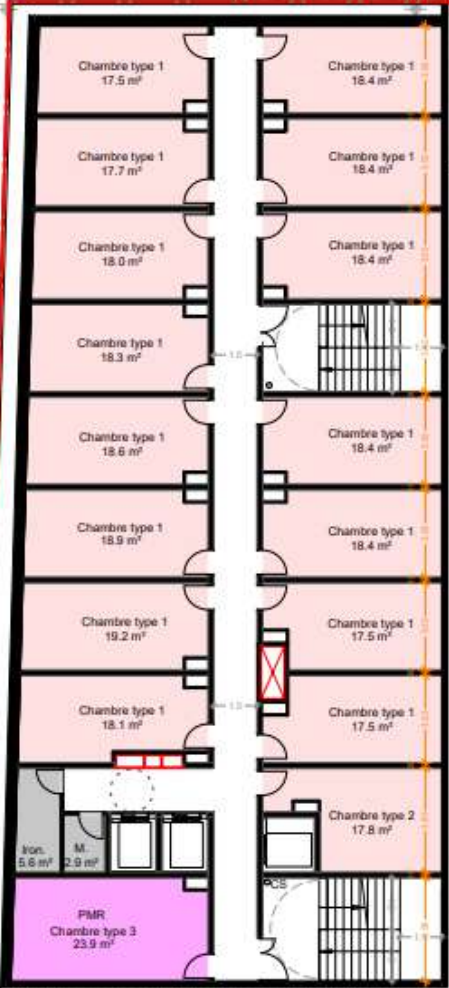 Chambre type 1
17.5 m²
Chambre type 1
18.4 m²
Chambre type 1
17.7 m²
Chambre type 1
18.4 m²
Chambre type 1
18.0 m²
Chambre type 1
18.4 m²
Chambre type 1
18.3 m²
Chambre type 1
18.6 m²
Chambre type 1
18.4 m²
Chambre type 1
18.9 m²
Chambre type 1
18.4 m²
Chambre type 1
19.2 m²
Chambre type 1
17.5 m²
Chambre type 1
18.1 m²
Chambre type 1
17.5 m²
Chambre type 2
17.8 m²
Iron.
5.6 m²
M.
2.9 m²
CS
PMR
Chambre type 3
23.9 m²